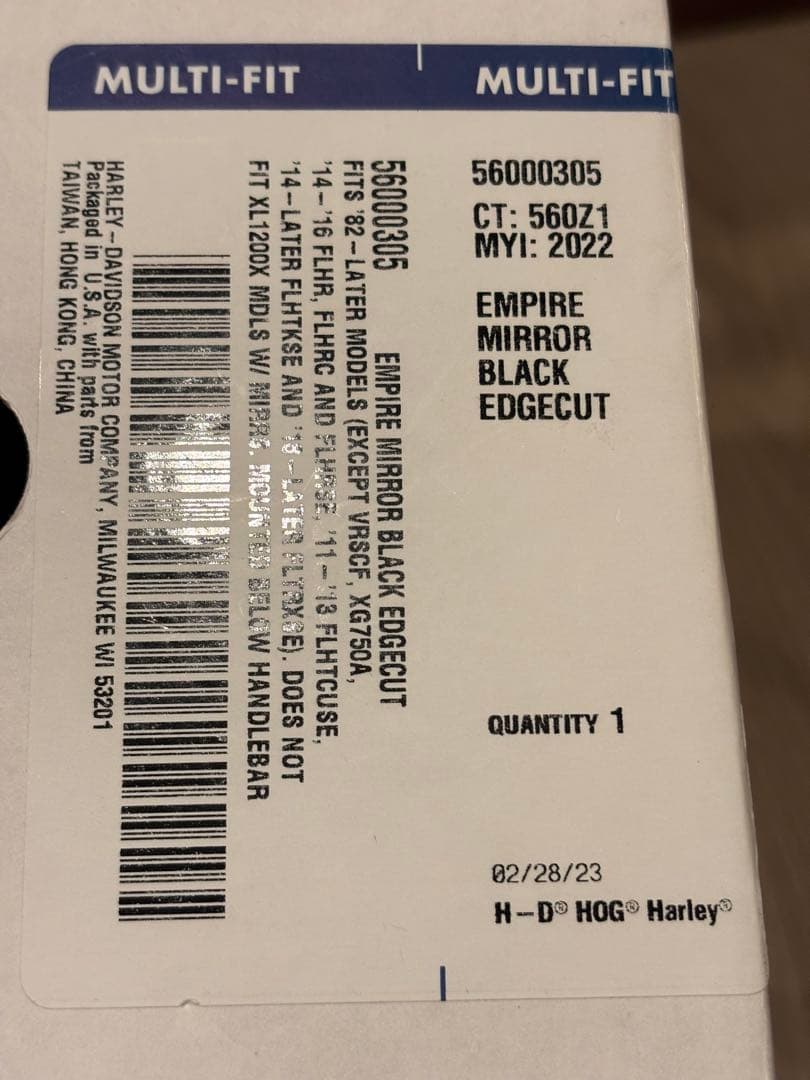 MULTI-FIT
MULTI-FIT
56000305
CT: 560Z1
MYI: 2022
EMPIRE
MIRROR
BLACK
EDGECUT
QUANTITY 1
02/28/23
H-D® HOG® Harley®
56000305 EMPIRE MIRROR BLACK EDGECUT
FITS '82-LATER MODELS (EXCEPT VRSCF, XG750A,
'14-'16 FLHR, FLHRC AND FLHRSE, '11-'13 FLHTCUSE,
'14-LATER FLHTKSE AND '18-LATER FLTRXSE). DOES NOT
FIT XL1200X MDLS W/ MIRRS. MOUNTED BELOW HANDLEBAR
HARLEY-DAVIDSON MOTOR COMPANY, MILWAUKEE WI 53201
Packaged in U.S.A. with parts from
TAIWAN, HONG KONG, CHINA